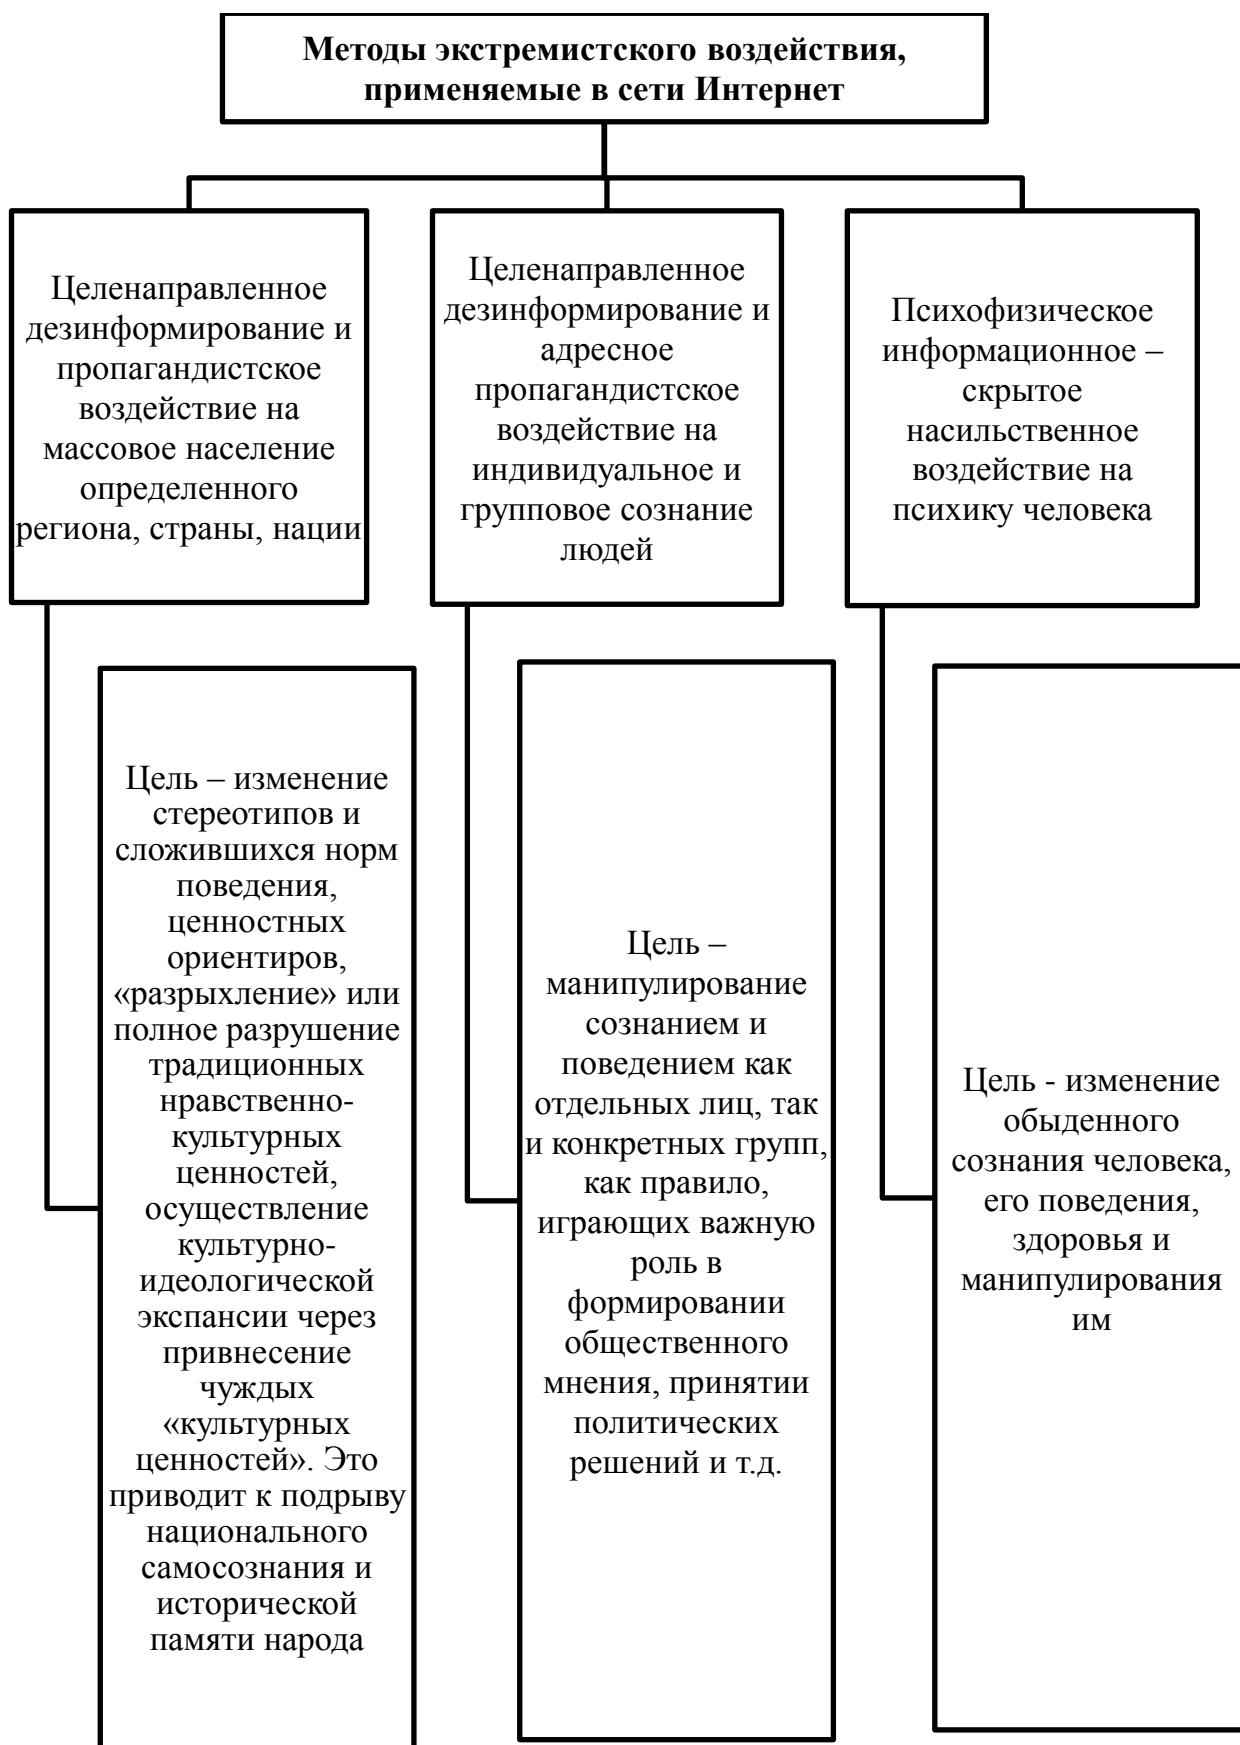 Методы экстремистского воздействия,
применяемые в сети Интернет
Целенаправленное
дезинформирование и
пропагандистское
воздействие на
массовое население
определенного
региона, страны, нации
Целенаправленное
дезинформирование и
адресное
пропагандистское
воздействие на
индивидуальное и
групповое сознание
людей
Психофизическое
информационное –
скрытое
насильственное
воздействие на
психику человека
Цель – изменение
стереотипов и
сложившихся норм
поведения,
ценностных
ориентиров,
«разрыхление» или
полное разрушение
традиционных
нравственно-
культурных
ценностей,
осуществление
культурно-
идеологической
экспансии через
привнесение
чуждых
«культурных
ценностей». Это
приводит к подрыву
национального
самосознания и
исторической
памяти народа
Цель –
манипулирование
сознанием и
поведением как
отдельных лиц, так
и конкретных групп,
как правило,
играющих важную
роль в
формировании
общественного
мнения, принятии
политических
решений и т.д.
Цель - изменение
обыденного
сознания человека,
его поведения,
здоровья и
манипулирования
им